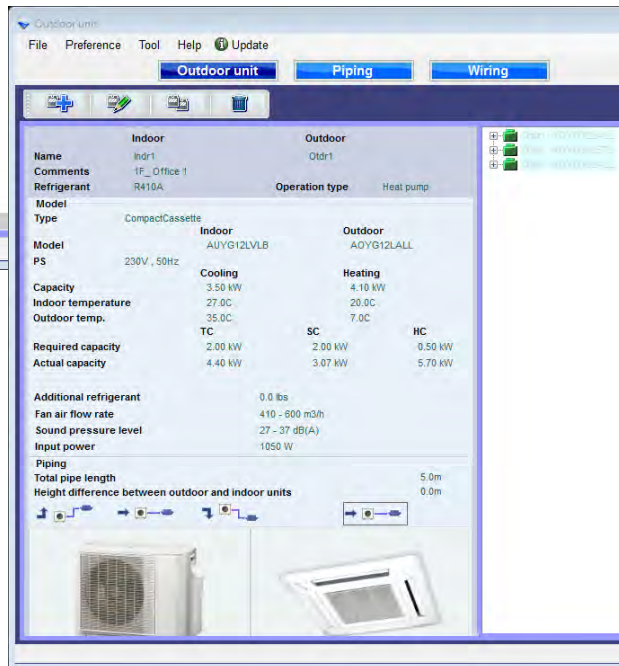 Outdoor unit
File Preference Tool Help Update
Outdoor unit Piping Wiring
Indoor Outdoor
Name Indr1 Otdr1
Comments 1F_ Office 1
Refrigerant R410A Operation type Heat pump
Model
Type CompactCassette
Indoor Outdoor
Model AUYG12LVLB AOYG12LALL
PS 230V , 50Hz
Cooling Heating
Capacity 3.50 kW 4.10 kW
Indoor temperature 27.0C 20.0C
Outdoor temp. 35.0C 7.0C
TC SC HC
Required capacity 2.00 kW 2.00 kW 0.50 kW
Actual capacity 4.40 kW 3.07 kW 5.70 kW
Additional refrigerant 0.0 lbs
Fan air flow rate 410 - 600 m3/h
Sound pressure level 27 - 37 dB(A)
Input power 1050 W
Piping
Total pipe length 5.0m
Height difference between outdoor and indoor units 0.0m